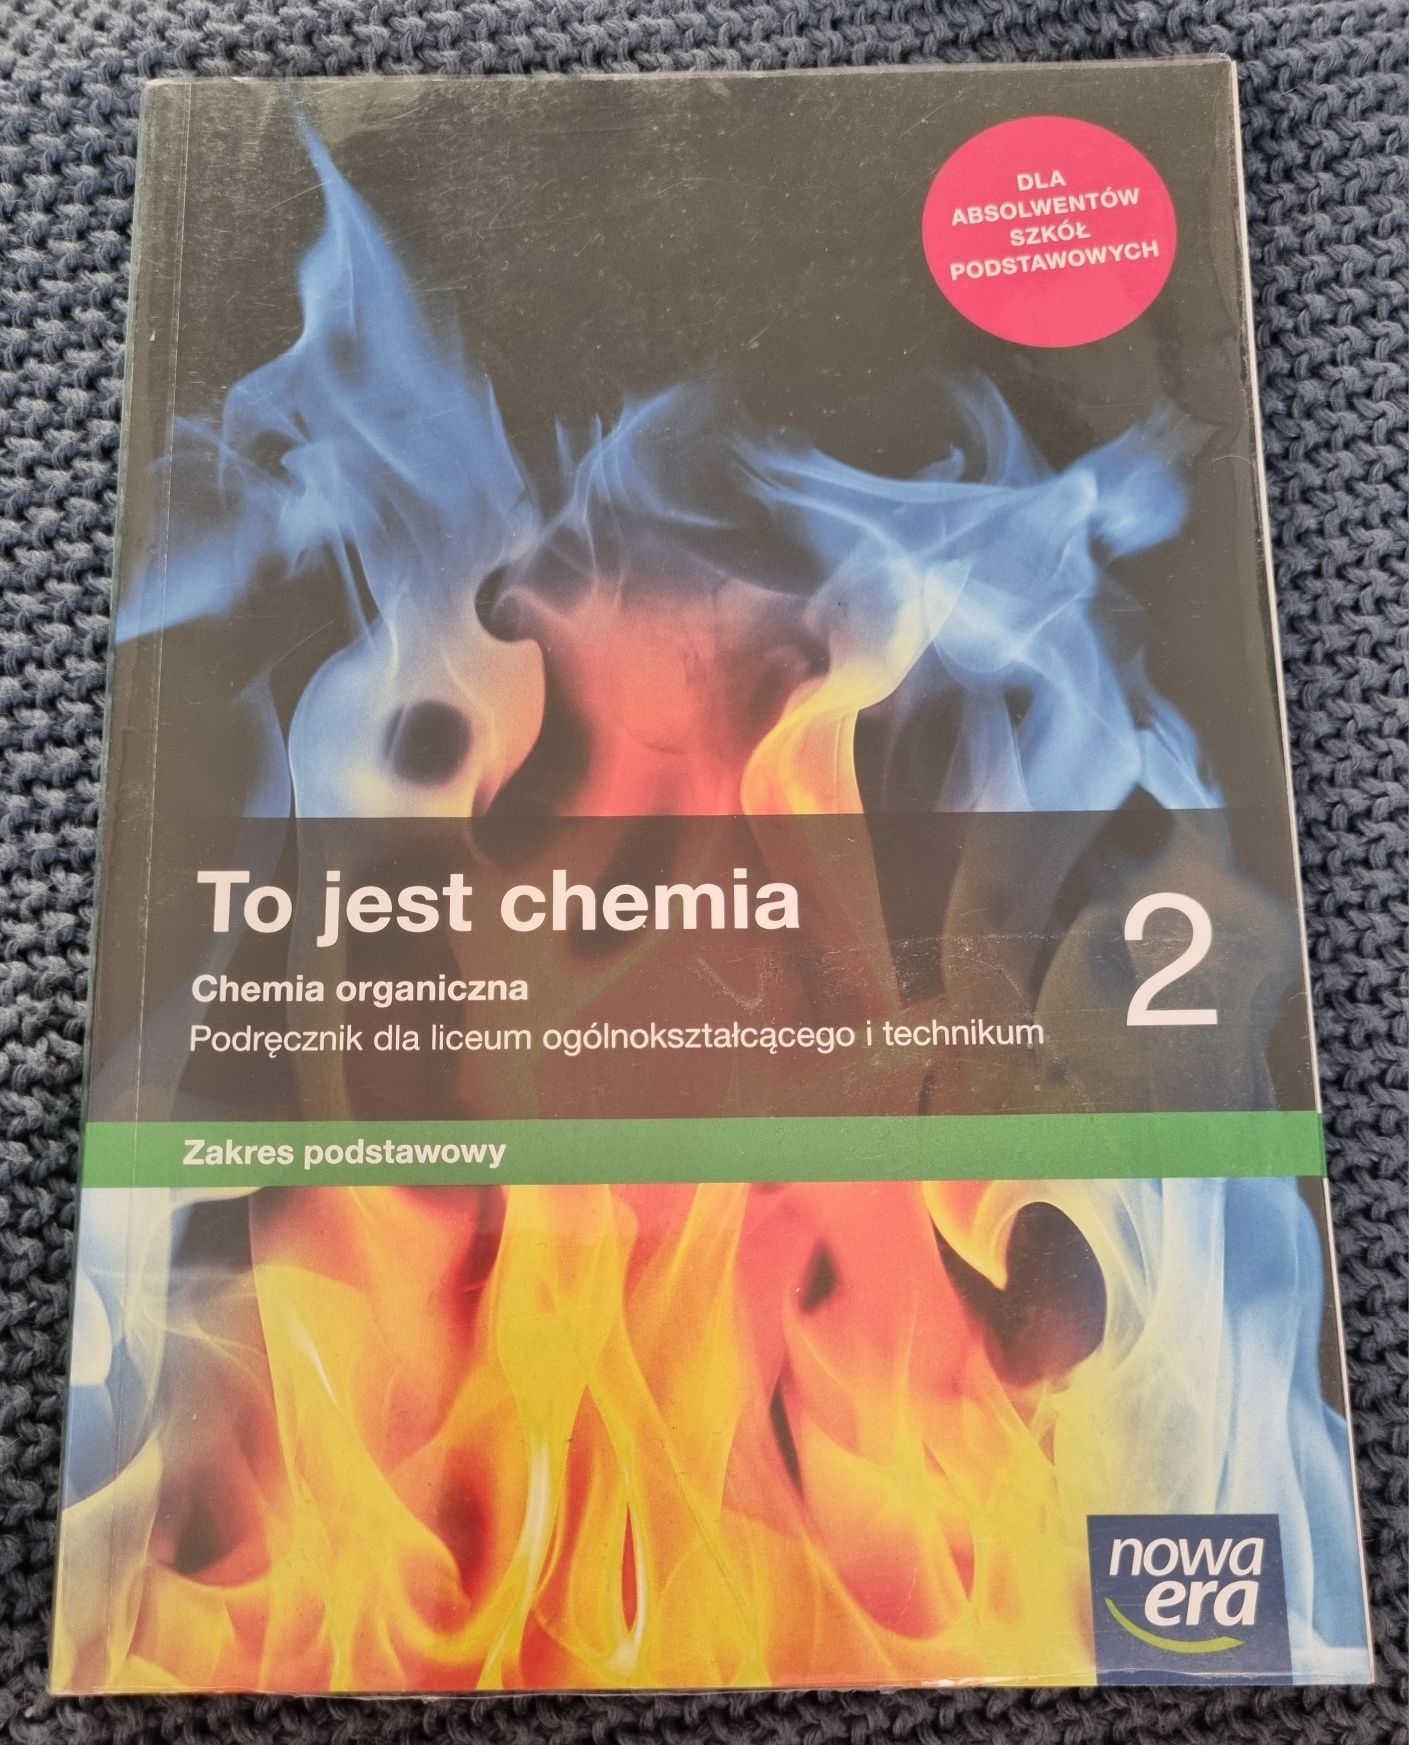 DLA
ABSOLWENTÓW
SZKÓŁ
PODSTAWOWYCH
To jest chemia
2
Chemia organiczna
Podręcznik dla liceum ogólnokształcącego i technikum
Zakres podstawowy
nowa
era